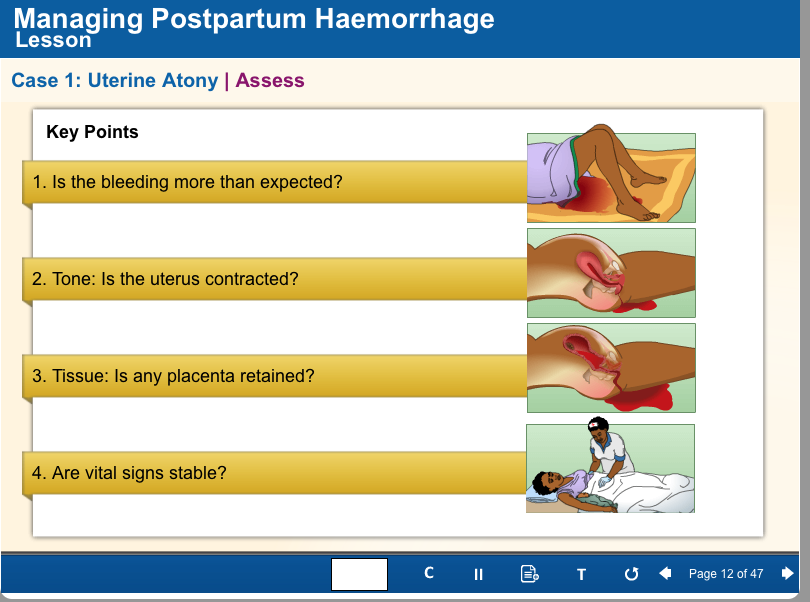 Managing Postpartum Haemorrhage
Lesson
Case 1: Uterine Atony | Assess
Key Points
1. Is the bleeding more than expected?
2. Tone: Is the uterus contracted?
3. Tissue: Is any placenta retained?
4. Are vital signs stable?
C
T
Page 12 of 47